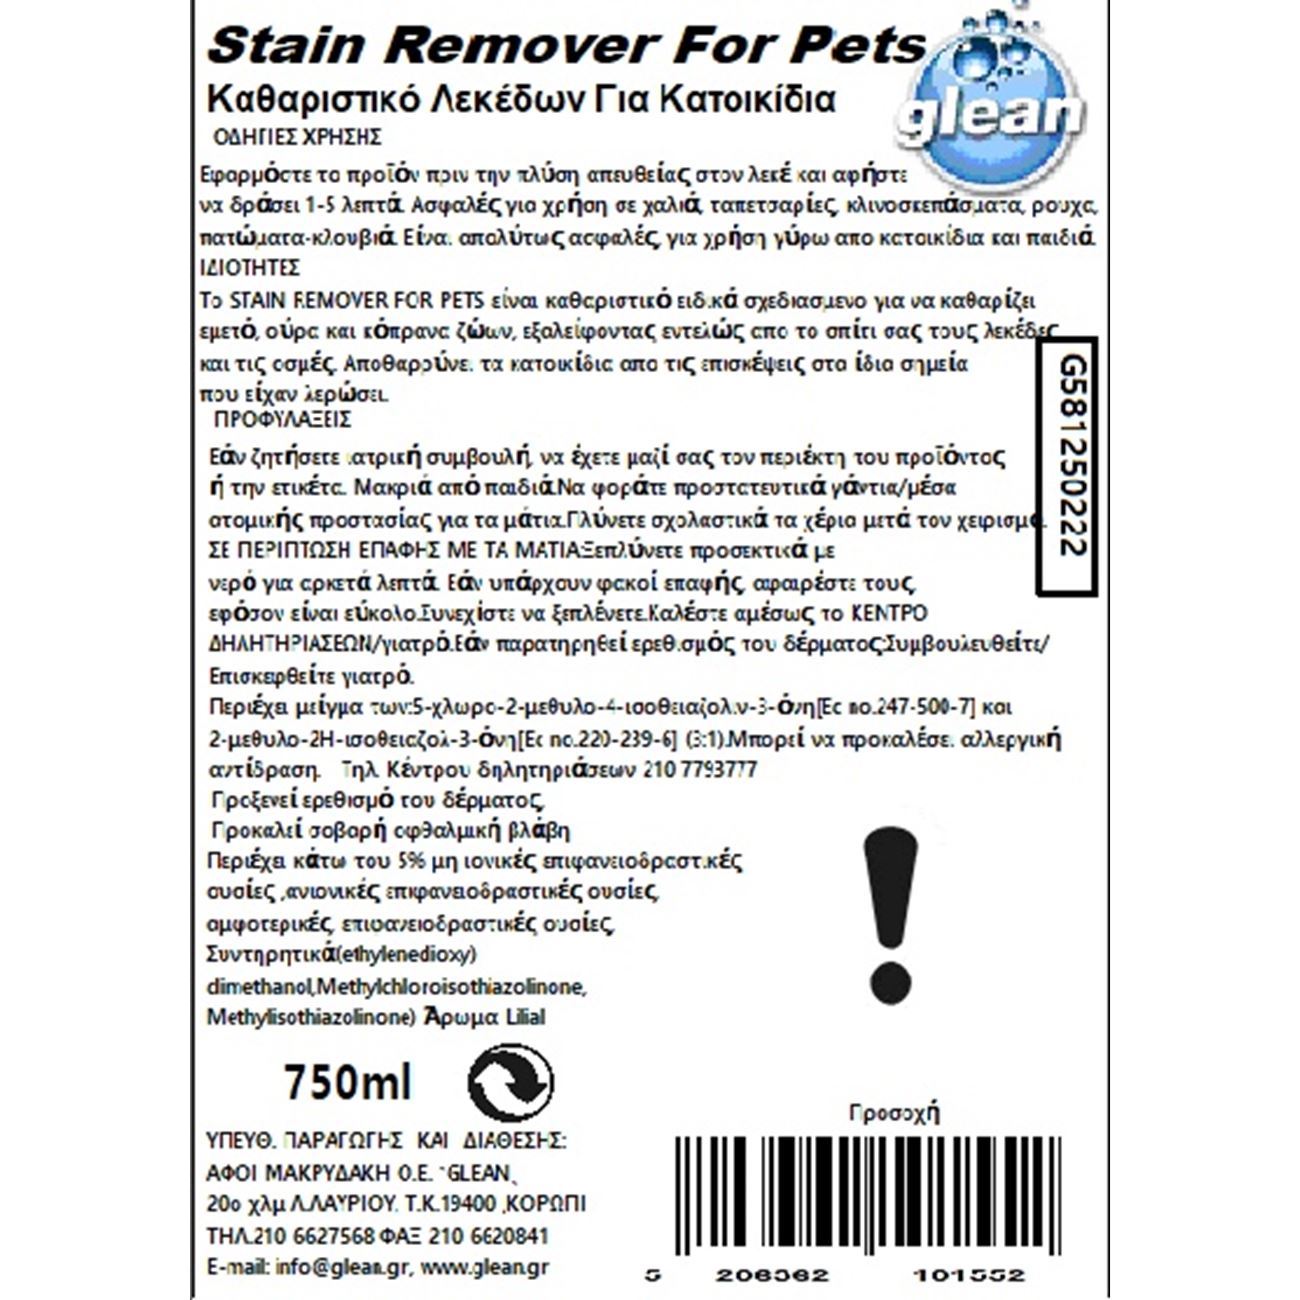 Stain Remover For Pets
glean
Καθαριστικό Λεκέδων Για Κατοικίδια
ΟΔΗΓΙΕΣ ΧΡΗΣΗΣ
Εφαρμόστε το προϊόν πριν την πλύση απευθείας στον λεκέ και αφήστε
να δράσει 1-5 λεπτά. Ασφαλές για χρήση σε χαλιά, ταπετσαρίες, κλινοσκεπάσματα, ρουχα,
πατώματα-κλουβιά. Είναι απολύτως ασφαλές, για χρήση γύρω απο κατοικίδια και παιδιά.
ΙΔΙΟΤΗΤΕΣ
Το STAIN REMOVER FOR PETS είναι καθαριστικό ειδικά σχεδιασμενο για να καθαρίζει
εμετό, ούρα και κόπρανα ζώων, εξαλείφοντας εντελώς απο το σπίτι σας τους λεκέδες
και τις οσμές. Αποθαρρύνει τα κατοικίδια απο τις επισκέψεις στα ίδια σημεία
που είχαν λερώσει.
G581250222
ΠΡΟΦΥΛΑΞΕΙΣ
Εάν ζητήσετε ιατρική συμβουλή, να έχετε μαζί σας τον περιέκτη του προϊόντος
ή την ετικέτα. Μακριά από παιδιά.Να φοράτε προστατευτικά γάντια/μέσα
ατομικής προστασίας για τα μάτια.Πλύνετε σχολαστικά τα χέρια μετά τον χειρισμό.
ΣΕ ΠΕΡΙΠΤΩΣΗ ΕΠΑΦΗΣ ΜΕ ΤΑ ΜΑΤΙΑ:Ξεπλύνετε προσεκτικά με
νερό για αρκετά λεπτά. Εάν υπάρχουν φακοί επαφής, αφαιρέστε τους,
εφόσον είναι εύκολο.Συνεχίστε να ξεπλένετε.Καλέστε αμέσως το ΚΕΝΤΡΟ
ΔΗΛΗΤΗΡΙΑΣΕΩΝ/γιατρό.Εάν παρατηρηθεί ερεθισμός του δέρματος:Συμβουλευθείτε/
Επισκεφθείτε γιατρό.
Περιέχει μείγμα των:5-χλωρο-2-μεθυλο-4-ισοθειαζολιν-3-όνη[Ec no.247-500-7] και
2-μεθυλο-2Η-ισοθειαζολ-3-όνη[Ec no.220-239-6] (3:1).Μπορεί να προκαλέσει αλλεργική
αντίδραση. Τηλ. Κέντρου δηλητηριάσεων 210 7793777
Προξενεί ερεθισμό του δέρματος,
Προκαλεί σοβαρή οφθαλμική βλάβη
Περιέχει κάτω του 5% μη ιονικές επιφανειοδραστικές
ουσίες ,ανιονικές επιφανειοδραστικές ουσίες,
αμφοτερικές, επιφανειοδραστικές ουσίες,
Συντηρητικά(ethylenedioxy)
dimethanol,Methylchloroisothiazolinone,
Methylisothiazolinone) Άρωμα Lilial
750ml
Προσοχή
ΥΠΕΥΘ. ΠΑΡΑΓΩΓΗΣ ΚΑΙ ΔΙΑΘΕΣΗΣ:
ΑΦΟΙ ΜΑΚΡΥΔΑΚΗ Ο.Ε. `GLEAN`
20ο χλμ Λ.ΛΑΥΡΙΟΥ. Τ.Κ.19400 ,ΚΟΡΩΠΙ
ΤΗΛ.210 6627568 ΦΑΞ 210 6620841
E-mail: info@glean.gr, www.glean.gr
5 206362 101552